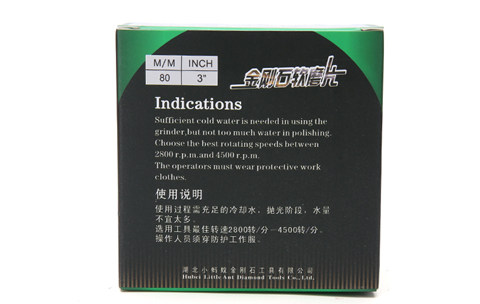 M/M INCH
80 3"
金刚石软磨片
Indications
Sufficient cold water is needed in using the
grinder,but not too much water in polishing.
Choose the best rotating speeds between
2800 r.p.m.and 4500 r.p.m.
The operators must wear protective work
clothes.
使用说明
使用过程需充足的冷却水，抛光阶段，水量
不宜太多。
选用工具最佳转速2800转/分—4500转/分。
操作人员须穿防护工作服。
湖北小蚂蚁金刚石工具有限公司
Hubei Little Ant Diamond Tools Co.,Ltd.